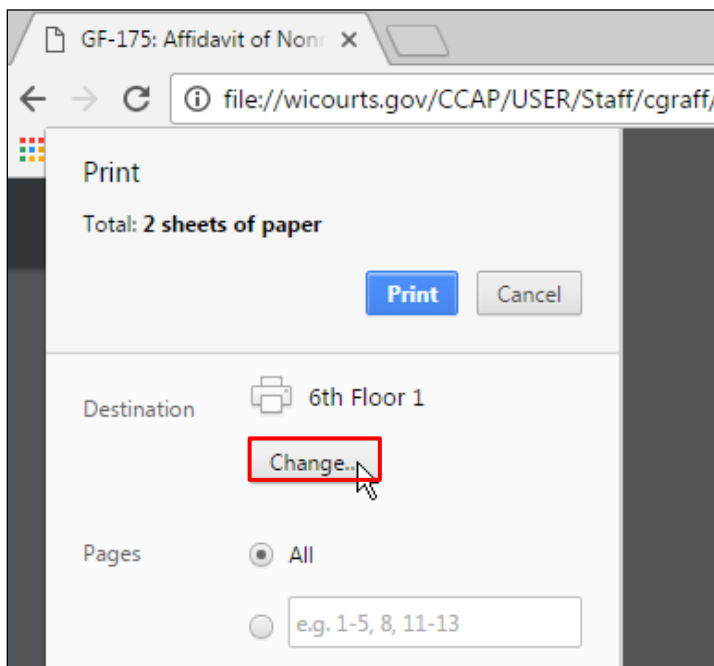 GF-175: Affidavit of Non
file://wicourts.gov/CCAP/USER/Staff/cgraff/
Print
Total: 2 sheets of paper
Print Cancel
Destination 6th Floor 1
Change...
Pages All
e.g. 1-5, 8, 11-13